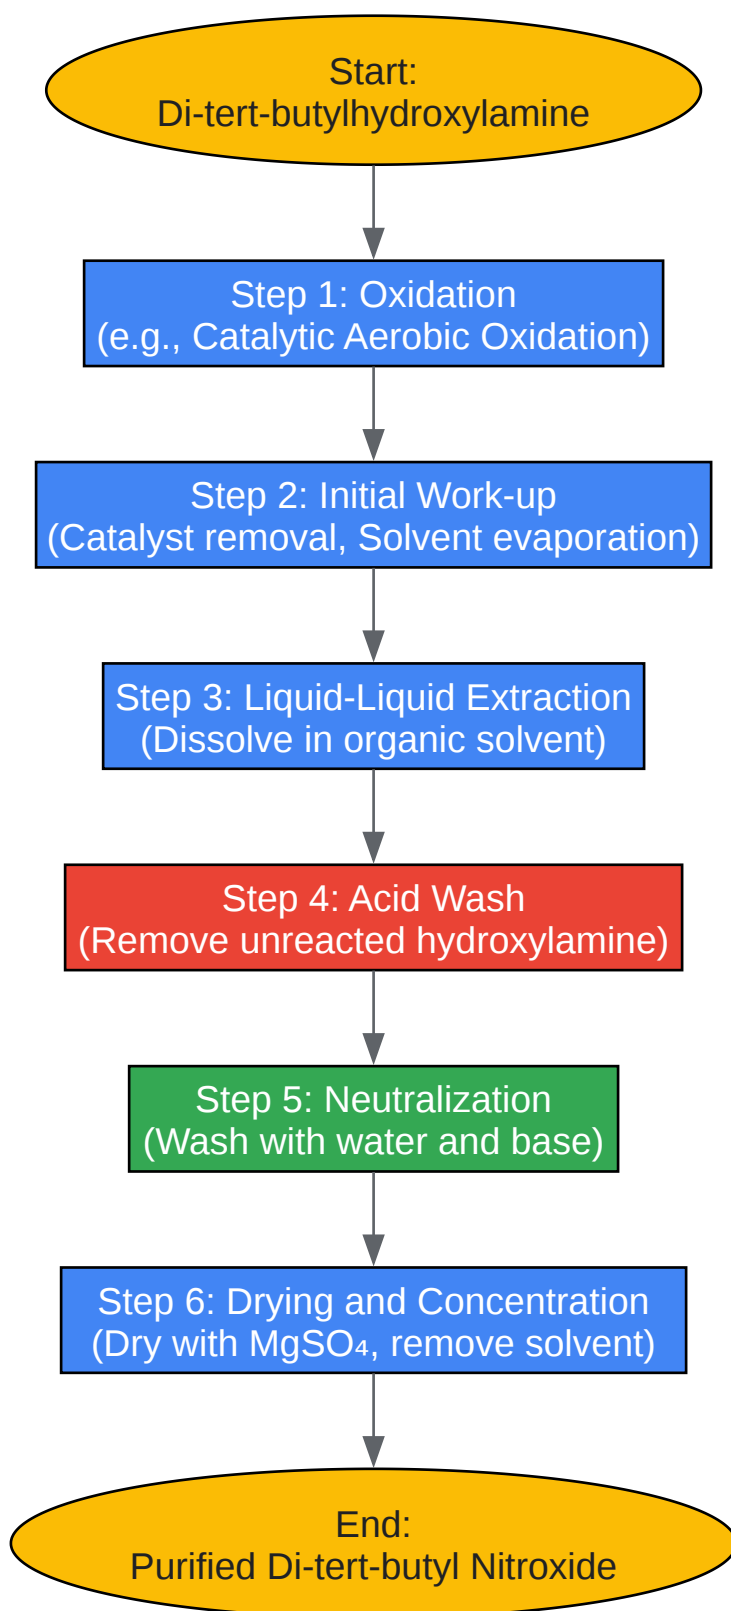 Start:
Di-tert-butylhydroxylamine
Step 1: Oxidation
(e.g., Catalytic Aerobic Oxidation)
Step 2: Initial Work-up
(Catalyst removal, Solvent evaporation)
Step 3: Liquid-Liquid Extraction
(Dissolve in organic solvent)
Step 4: Acid Wash
(Remove unreacted hydroxylamine)
Step 5: Neutralization
(Wash with water and base)
Step 6: Drying and Concentration
(Dry with MgSO₄, remove solvent)
End:
Purified Di-tert-butyl Nitroxide